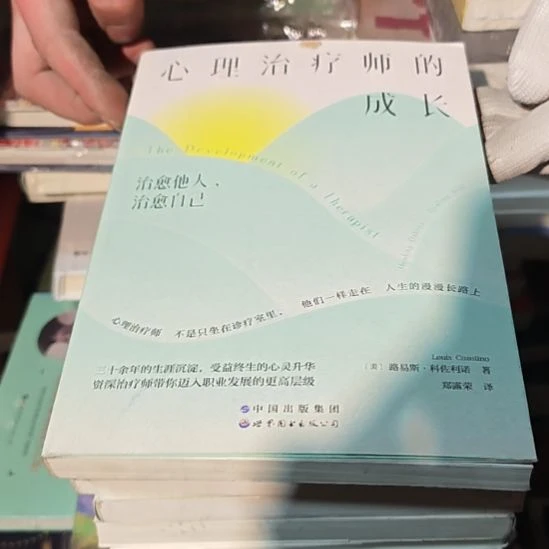 心理治疗师的
成长
The Development of a Therapist
治愈他人、
治愈自己
心理治疗师 不是只坐在诊疗室里, 他们一样走在 人生的漫漫长路上
Louis Cozolino
三十余年的生涯沉淀，受益终生的心灵升华
[美] 路易斯·科佐利诺 著
资深治疗师带你迈入职业发展的更高层级
郑露荣 译
中国出版集团
世界图书出版公司